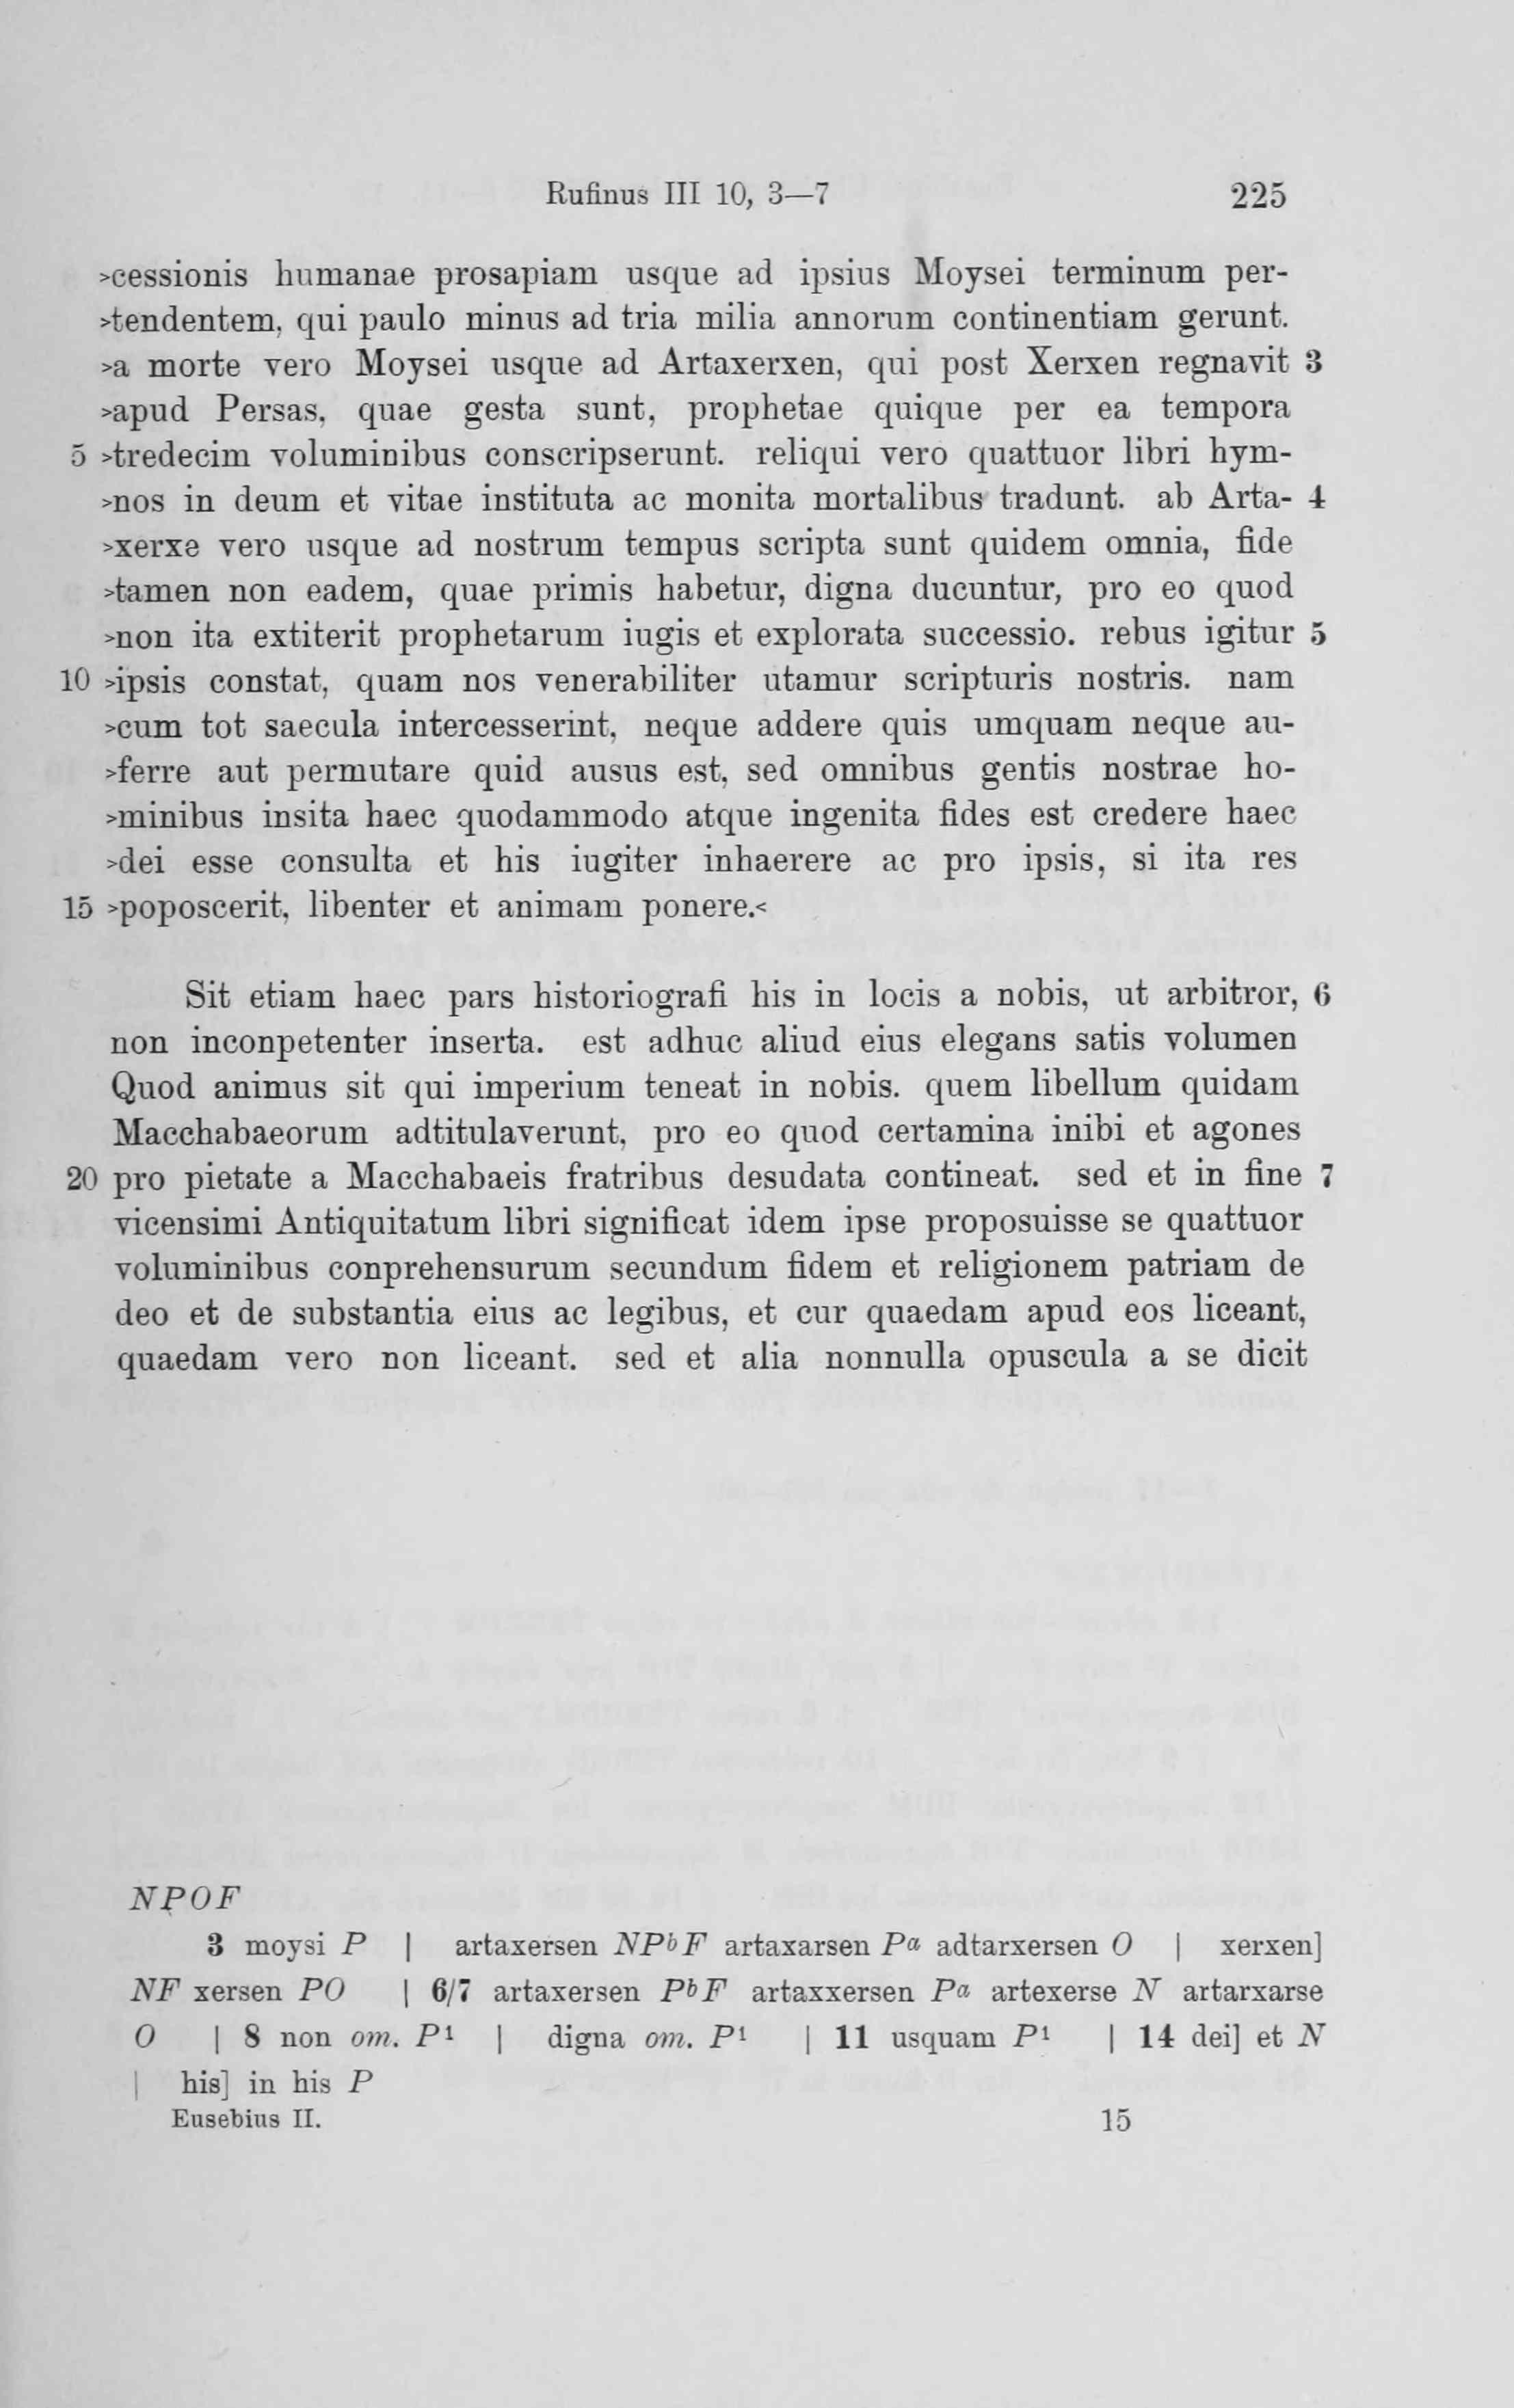 Rufinus III 10, 3—7 225
>cessionis humanae prosapiam usque ad ipsius Moysei terminum per-
>tendentem, qui paulo minus ad tria milia annorum continentiam gerunt.
>a morte vero Moysei usque ad Artaxerxen, qui post Xerxen regnavit 3
>apud Persas, quae gesta sunt, prophetae quique per ea tempora
5 >tredecim voluminibus conscripserunt. reliqui vero quattuor libri hym-
>nos in deum et vitae instituta ac monita mortalibus tradunt. ab Arta- 4
>xerxe vero usque ad nostrum tempus scripta sunt quidem omnia, fide
>tamen non eadem, quae primis habetur, digna ducuntur, pro eo quod
>non ita extiterit prophetarum iugis et explorata successio. rebus igitur 5
10 >ipsis constat, quam nos venerabiliter utamur scripturis nostris. nam
>cum tot saecula intercesserint, neque addere quis umquam neque au-
>ferre aut permutare quid ausus est, sed omnibus gentis nostrae ho-
>minibus insita haec quodammodo atque ingenita fides est credere haec
>dei esse consulta et his iugiter inhaerere ac pro ipsis, si ita res
15 >poposcerit, libenter et animam ponere.<
Sit etiam haec pars historiografi his in locis a nobis, ut arbitror, 6
non inconpetenter inserta. est adhuc aliud eius elegans satis volumen
Quod animus sit qui imperium teneat in nobis. quem libellum quidam
Macchabaeorum adtitulaverunt, pro eo quod certamina inibi et agones
20 pro pietate a Macchabaeis fratribus desudata contineat. sed et in fine 7
vicensimi Antiquitatum libri significat idem ipse proposuisse se quattuor
voluminibus conprehensurum secundum fidem et religionem patriam de
deo et de substantia eius ac legibus, et cur quaedam apud eos liceant,
quaedam vero non liceant. sed et alia nonnulla opuscula a se dicit
NPOF
3 moysi P | artaxersen NPᵇF artaxarsen Pᵃ adtarxersen O | xerxen]
NF xersen PO | 6/7 artaxersen PᵇF artaxxersen Pᵃ artexerse N artarxarse
O | 8 non om. P¹ | digna om. P¹ | 11 usquam P¹ | 14 dei] et N
| his] in his P
Eusebius II. 15